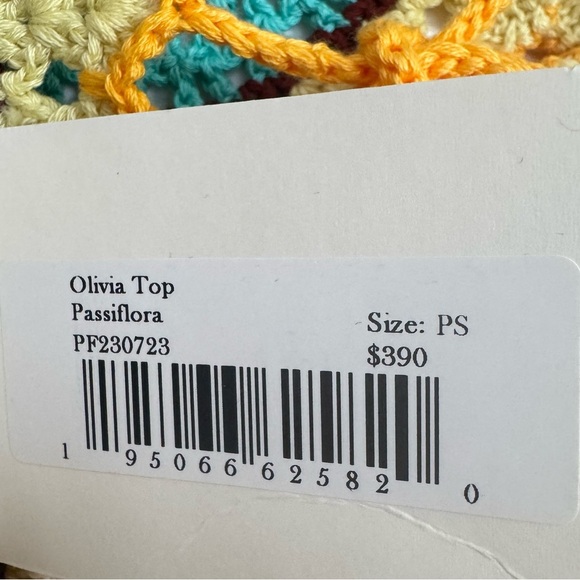 Olivia Top
Passiflora
PF230723
Size: PS
$390
1 95066 62582 0